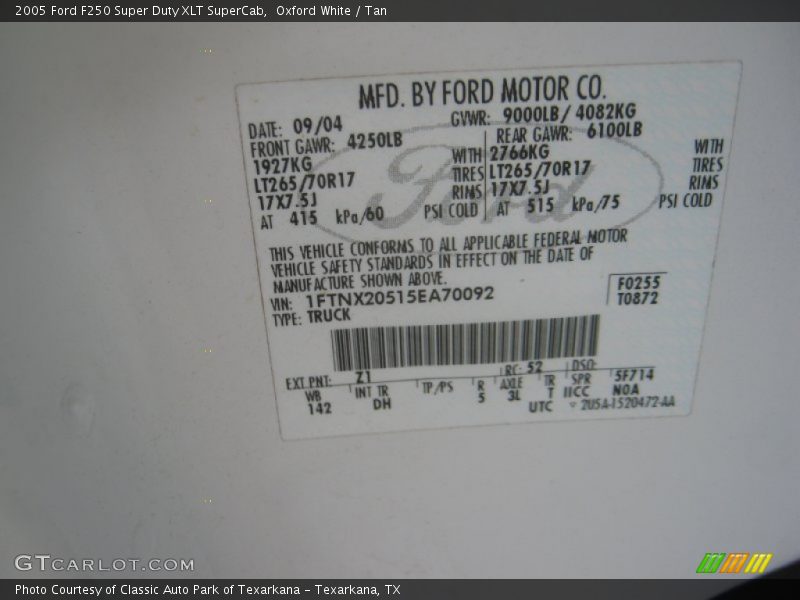 2005 Ford F250 Super Duty XLT SuperCab, Oxford White / Tan
MFD. BY FORD MOTOR CO.
DATE: 09/04 GVWR: 9000LB/ 4082KG
FRONT GAWR: 4250LB REAR GAWR: 6100LB
1927KG WITH 2766KG WITH
LT265/70R17 TIRES LT265/70R17 TIRES
17X7.5J RIMS 17X7.5J RIMS
AT 415 kPa/60 PSI COLD AT 515 kPa/75 PSI COLD
Ford
THIS VEHICLE CONFORMS TO ALL APPLICABLE FEDERAL MOTOR
VEHICLE SAFETY STANDARDS IN EFFECT ON THE DATE OF
MANUFACTURE SHOWN ABOVE.
VIN: 1FTNX20515EA70092 F0255
TYPE: TRUCK T0872
EXT PNT: Z1 RC: 52 DSO:
WB INT TR TP/PS R AXLE TR SPR 5F714
142 DH 5 3L T IICC NOA
UTC 2U5A-1520472-AA
GTCARLOT.COM
Photo Courtesy of Classic Auto Park of Texarkana – Texarkana, TX